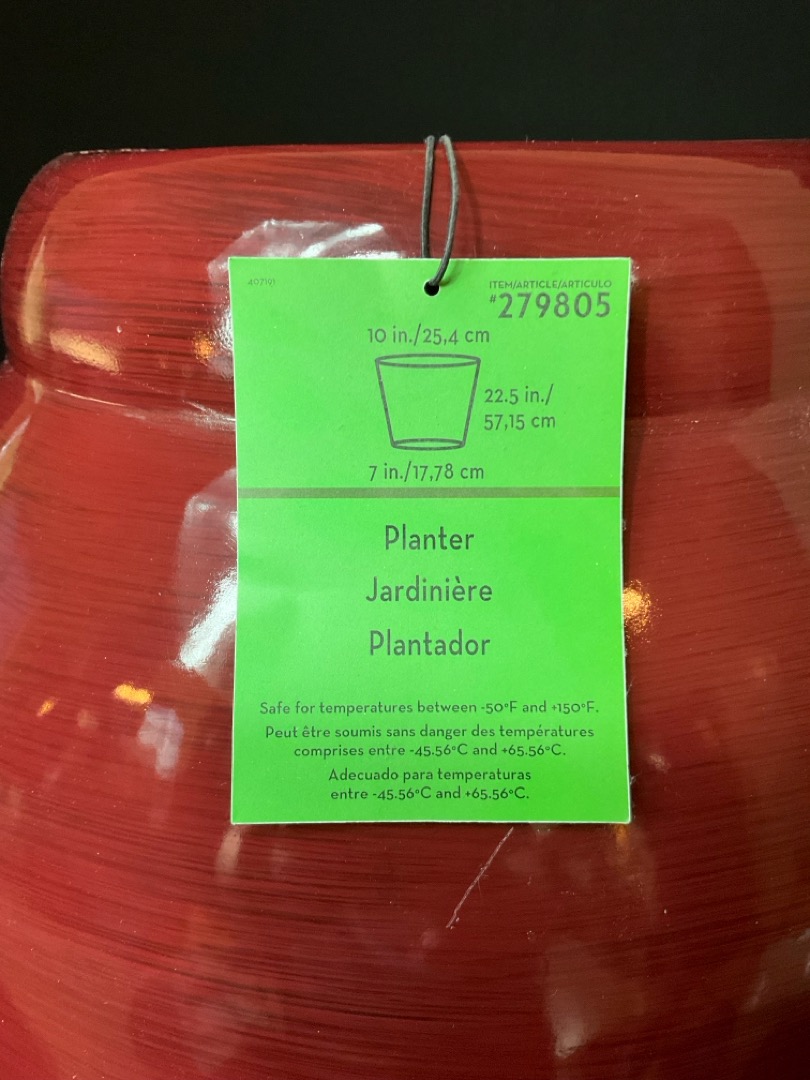 407191
ITEM/ARTICLE/ARTICULO
#279805
10 in./25,4 cm
22.5 in./
57,15 cm
7 in./17,78 cm
Planter
Jardinière
Plantador
Safe for temperatures between -50°F and +150°F.
Peut être soumis sans danger des températures
comprises entre -45.56°C and +65.56°C.
Adecuado para temperaturas
entre -45.56°C and +65.56°C.